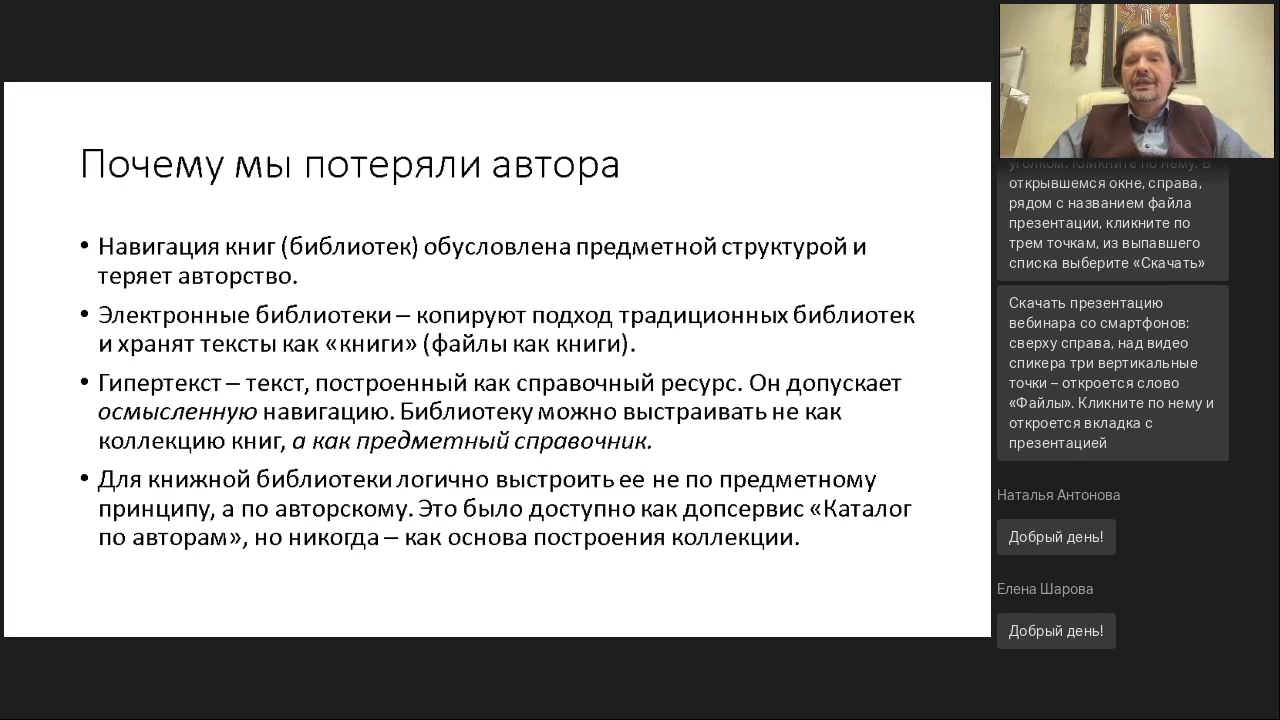 Почему мы потеряли автора
• Навигация книг (библиотек) обусловлена предметной структурой и
теряет авторство.
• Электронные библиотеки – копируют подход традиционных библиотек
и хранят тексты как «книги» (файлы как книги).
• Гипертекст – текст, построенный как справочный ресурс. Он допускает
осмысленную навигацию. Библиотеку можно выстраивать не как
коллекцию книг, а как предметный справочник.
• Для книжной библиотеки логично выстроить ее не по предметному
принципу, а по авторскому. Это было доступно как допсервис «Каталог
по авторам», но никогда – как основа построения коллекции.
уголком. Кликните по нему. В
открывшемся окне, справа,
рядом с названием файла
презентации, кликните по
трем точкам, из выпавшего
списка выберите «Скачать»
Скачать презентацию
вебинара со смартфонов:
сверху справа, над видео
спикера три вертикальные
точки – откроется слово
«Файлы». Кликните по нему и
откроется вкладка с
презентацией
Наталья Антонова
Добрый день!
Елена Шарова
Добрый день!